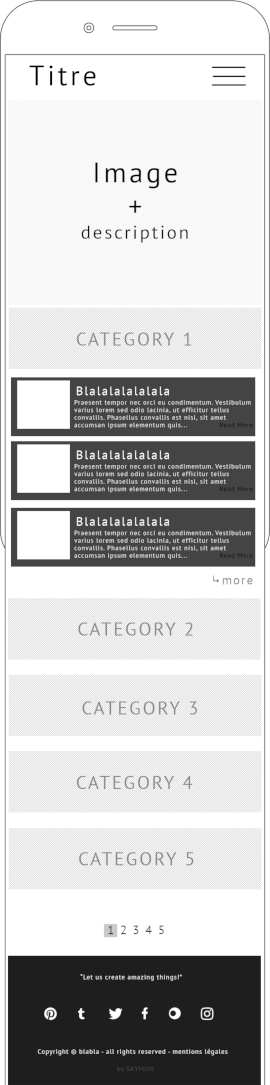 Titre
Image
+
description
CATEGORY 1
Blalalalalalala
Praesent tempor nec orci eu condimentum. Vestibulum
varius lorem sed odio lacinia, ut efficitur tellus
convallis. Phasellus convallis est nisi, sit amet
accumsan ipsum elementum quis... Read More
Blalalalalalala
Praesent tempor nec orci eu condimentum. Vestibulum
varius lorem sed odio lacinia, ut efficitur tellus
convallis. Phasellus convallis est nisi, sit amet
accumsan ipsum elementum quis... Read More
Blalalalalalala
Praesent tempor nec orci eu condimentum. Vestibulum
varius lorem sed odio lacinia, ut efficitur tellus
convallis. Phasellus convallis est nisi, sit amet
accumsan ipsum elementum quis... Read More
↳more
CATEGORY 2
CATEGORY 3
CATEGORY 4
CATEGORY 5
1 2 3 4 5
"Let us create amazing things!"
Copyright © blabla - all rights reserved - mentions légales
by SKYMON